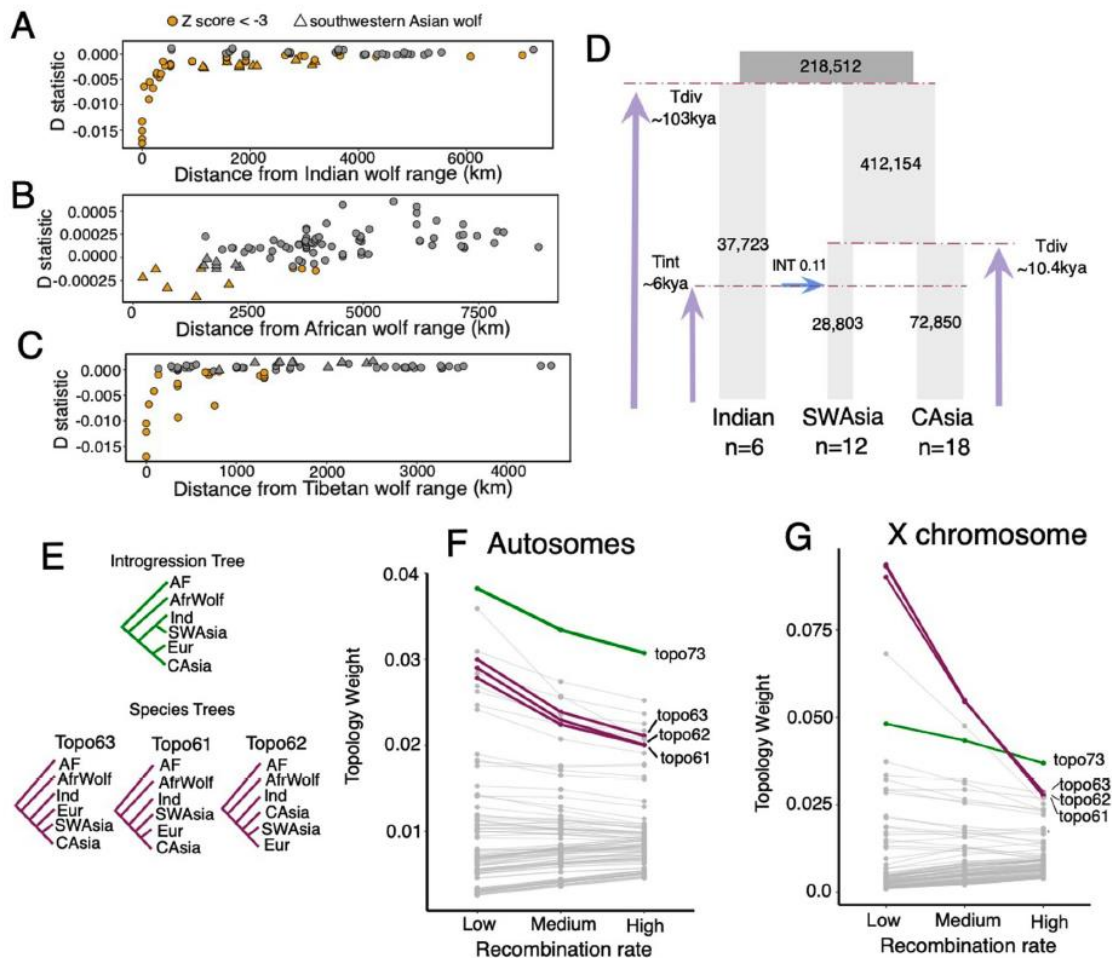 A
Z score < -3
southwestern Asian wolf
D statistic
0.000
-0.005
-0.010
-0.015
0
2000
4000
6000
Distance from Indian wolf range (km)
B
D statistic
0.0005
0.00025
0.0000
-0.00025
0
2500
5000
7500
Distance from African wolf range (km)
C
D statistic
0.000
-0.005
-0.010
-0.015
0
1000
2000
3000
4000
Distance from Tibetan wolf range (km)
D
218,512
Tdiv
~103kya
412,154
37,723
Tint
~6kya
INT 0.11
Tdiv
~10.4kya
28,803
72,850
Indian
n=6
SWAsia
n=12
CAsia
n=18
E
Introgression Tree
AF
AfrWolf
Ind
SWAsia
Eur
CAsia
Species Trees
Topo63
AF
AfrWolf
Ind
Eur
SWAsia
CAsia
Topo61
AF
AfrWolf
Ind
SWAsia
Eur
CAsia
Topo62
AF
AfrWolf
Ind
CAsia
SWAsia
Eur
F Autosomes
Topology Weight
0.04
0.03
0.02
0.01
topo73
topo63
topo62
topo61
Low
Medium
High
Recombination rate
G X chromosome
Topology Weight
0.075
0.050
0.025
0.0
topo73
topo63
topo62
topo61
Low
Medium
High
Recombination rate